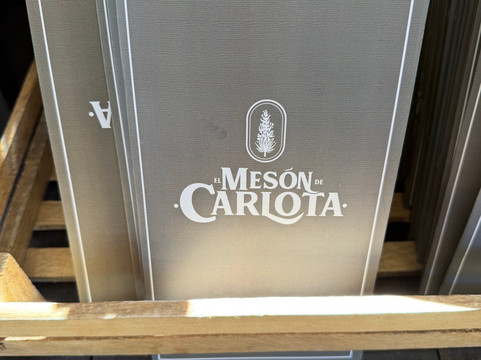 EL MESÓN DE
·CARLOTA·
A·